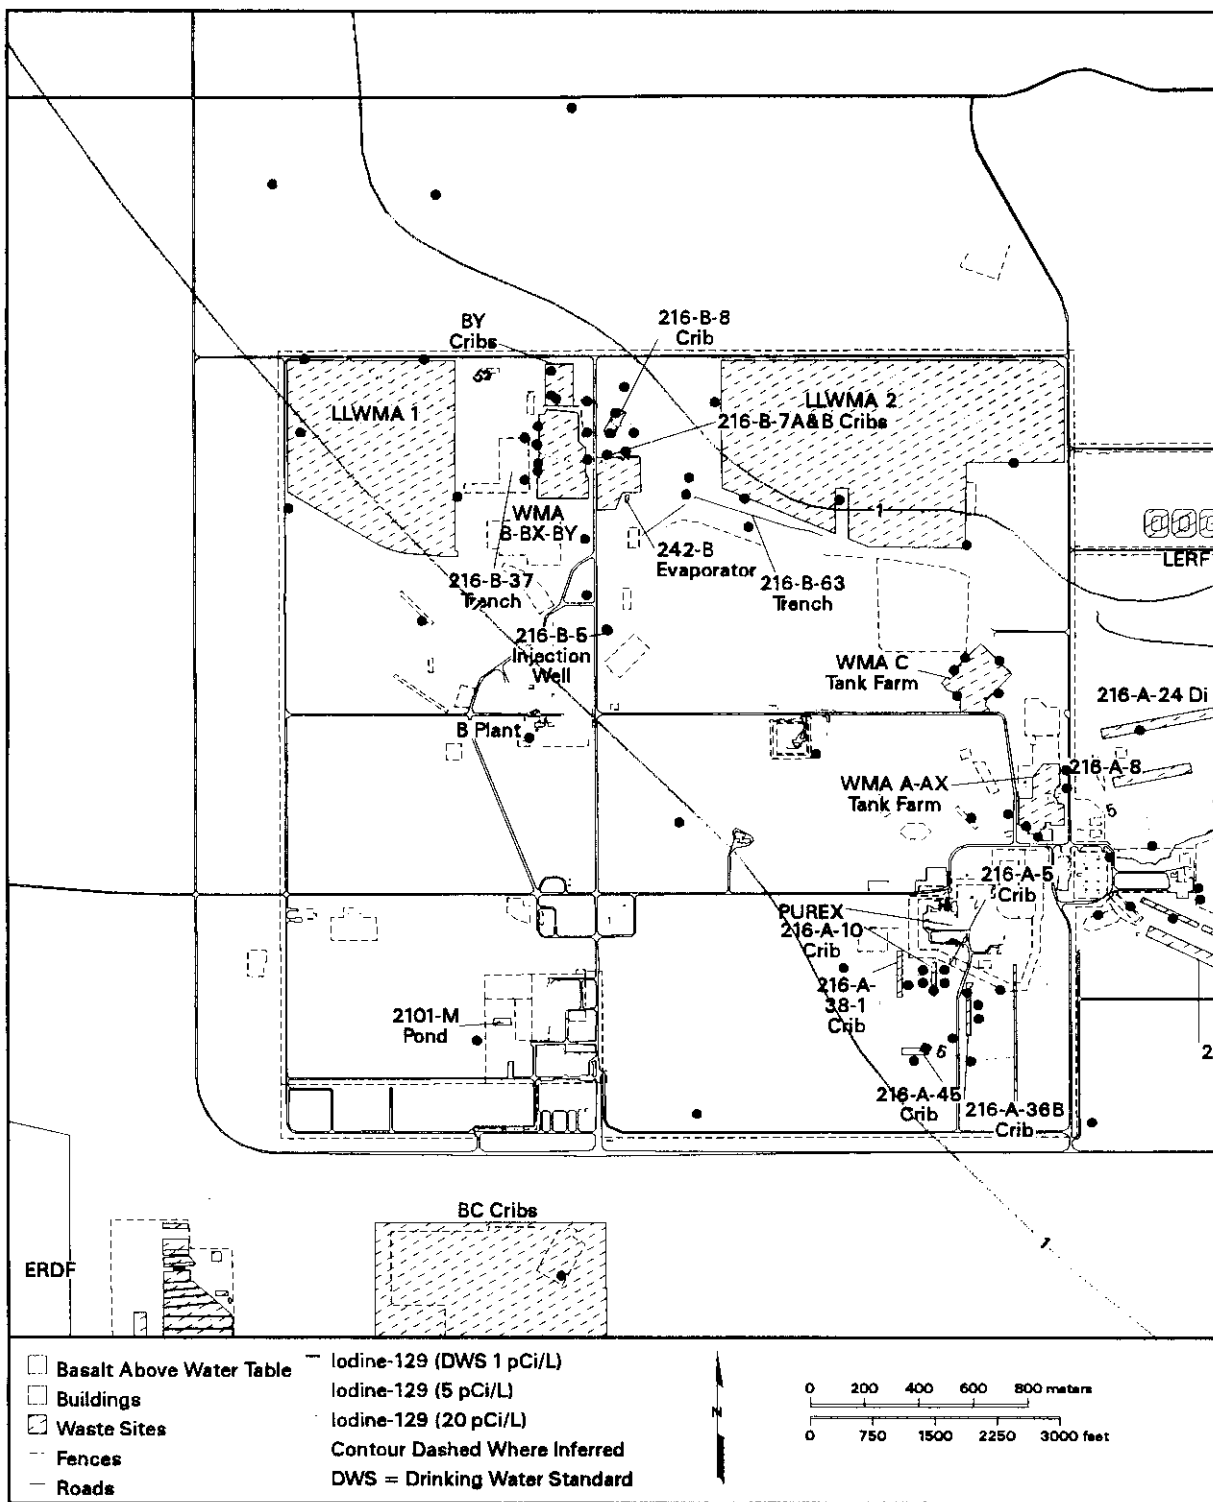 BY
Cribs
216-B-8
Crib
LLWMA 1
LLWMA 2
216-B-7A&B Cribs
1
WMA
B-BX-BY
242-B
Evaporator
216-B-63
Trench
LERF
216-B-37
Trench
216-B-5
Injection
Well
WMA C
Tank Farm
216-A-24 Di
B Plant
216-A-8
WMA A-AX
Tank Farm
5
216-A-5
Crib
PUREX
216-A-10
Crib
216-A-
38-1
Crib
2101-M
Pond
2
5
216-A-45
Crib
216-A-36B
Crib
BC Cribs
1
ERDF
Basalt Above Water Table
Buildings
Waste Sites
Fences
Roads
Iodine-129 (DWS 1 pCi/L)
Iodine-129 (5 pCi/L)
Iodine-129 (20 pCi/L)
Contour Dashed Where Inferred
DWS = Drinking Water Standard
N
0 200 400 600 800 meters
0 750 1500 2250 3000 feet